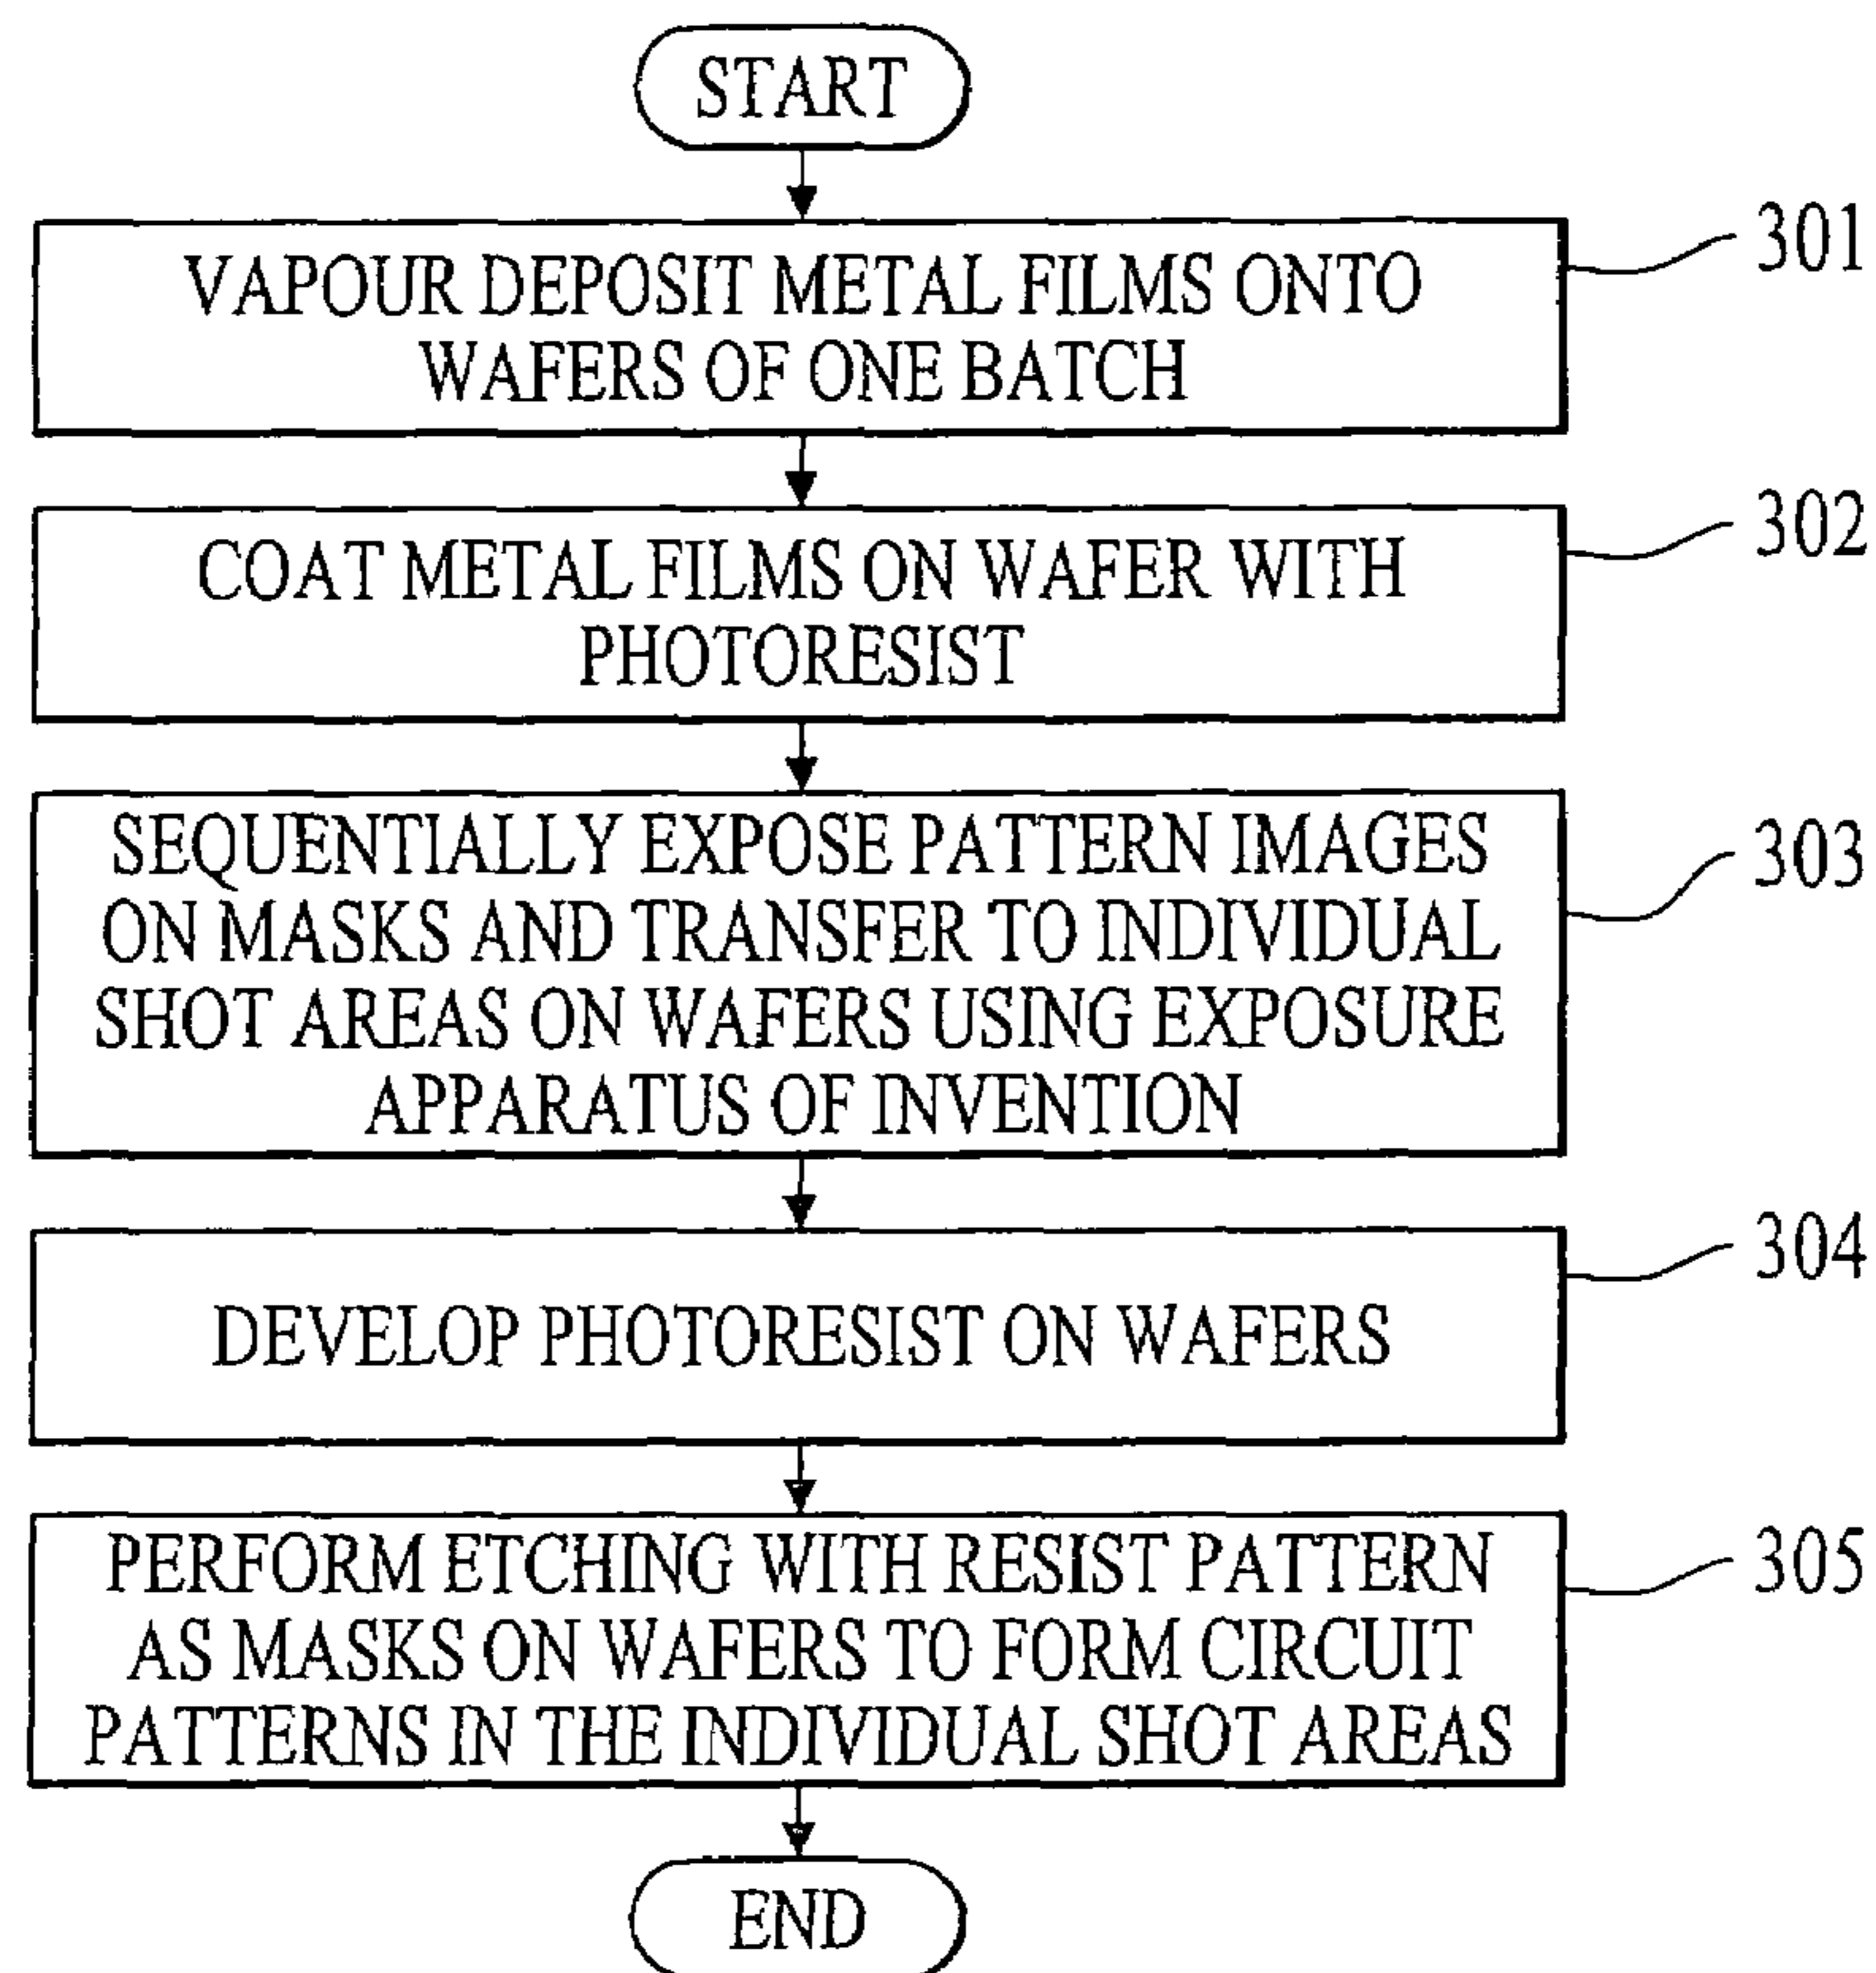 START
VAPOUR DEPOSIT METAL FILMS ONTO
WAFERS OF ONE BATCH
301
COAT METAL FILMS ON WAFER WITH
PHOTORESIST
302
SEQUENTIALLY EXPOSE PATTERN IMAGES
ON MASKS AND TRANSFER TO INDIVIDUAL
SHOT AREAS ON WAFERS USING EXPOSURE
APPARATUS OF INVENTION
303
DEVELOP PHOTORESIST ON WAFERS
304
PERFORM ETCHING WITH RESIST PATTERN
AS MASKS ON WAFERS TO FORM CIRCUIT
PATTERNS IN THE INDIVIDUAL SHOT AREAS
305
END